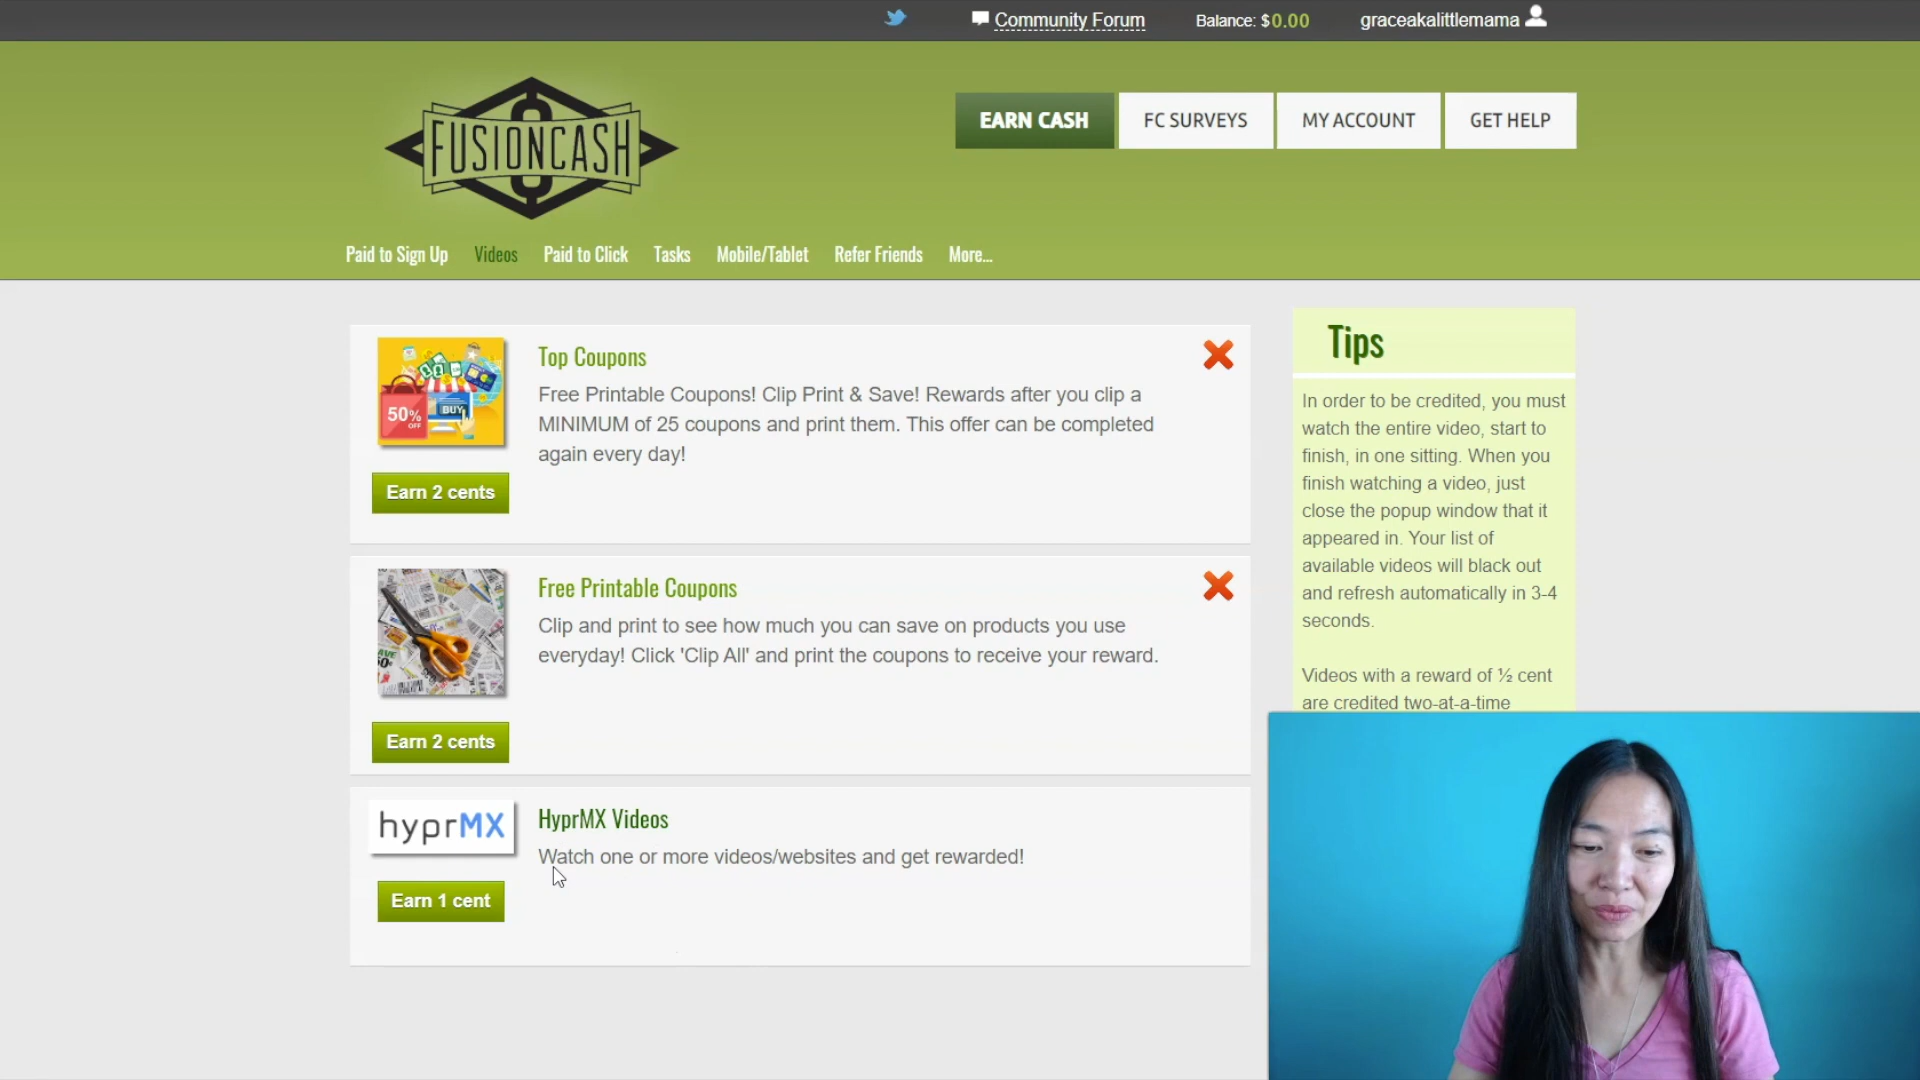 Community Forum
Balance: $0.00
graceakalittlemama
FUSIONCASH
EARN CASH
FC SURVEYS
MY ACCOUNT
GET HELP
Paid to Sign Up
Videos
Paid to Click
Tasks
Mobile/Tablet
Refer Friends
More...
50%
OFF
BUY
Top Coupons
Free Printable Coupons! Clip Print & Save! Rewards after you clip a
MINIMUM of 25 coupons and print them. This offer can be completed
again every day!
Earn 2 cents
Free Printable Coupons
Clip and print to see how much you can save on products you use
everyday! Click 'Clip All' and print the coupons to receive your reward.
Earn 2 cents
hyprMX
HyprMX Videos
Watch one or more videos/websites and get rewarded!
Earn 1 cent
Tips
In order to be credited, you must
watch the entire video, start to
finish, in one sitting. When you
finish watching a video, just
close the popup window that it
appeared in. Your list of
available videos will black out
and refresh automatically in 3-4
seconds.
Videos with a reward of ½ cent
are credited two-at-a-time